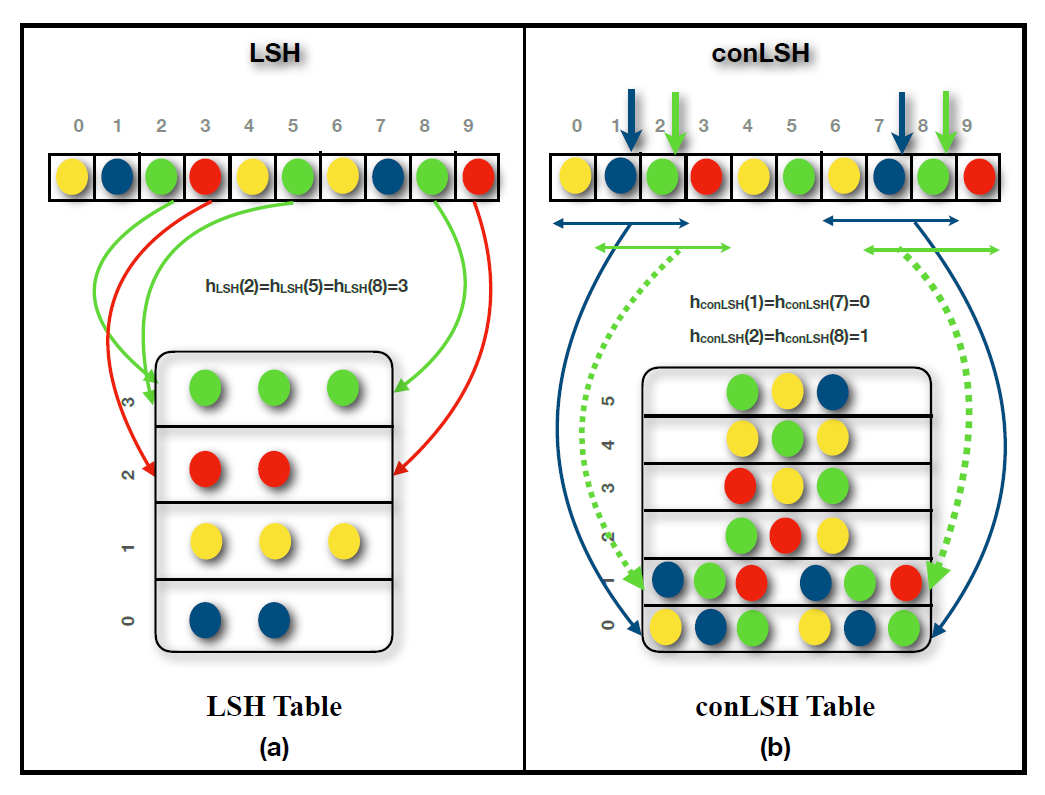 LSH
0 1 2 3 4 5 6 7 8 9
hLSH(2)=hLSH(5)=hLSH(8)=3
3
2
1
0
LSH Table
(a)
conLSH
0 1 2 3 4 5 6 7 8 9
hconLSH(1)=hconLSH(7)=0
hconLSH(2)=hconLSH(8)=1
5
4
3
2
1
0
conLSH Table
(b)